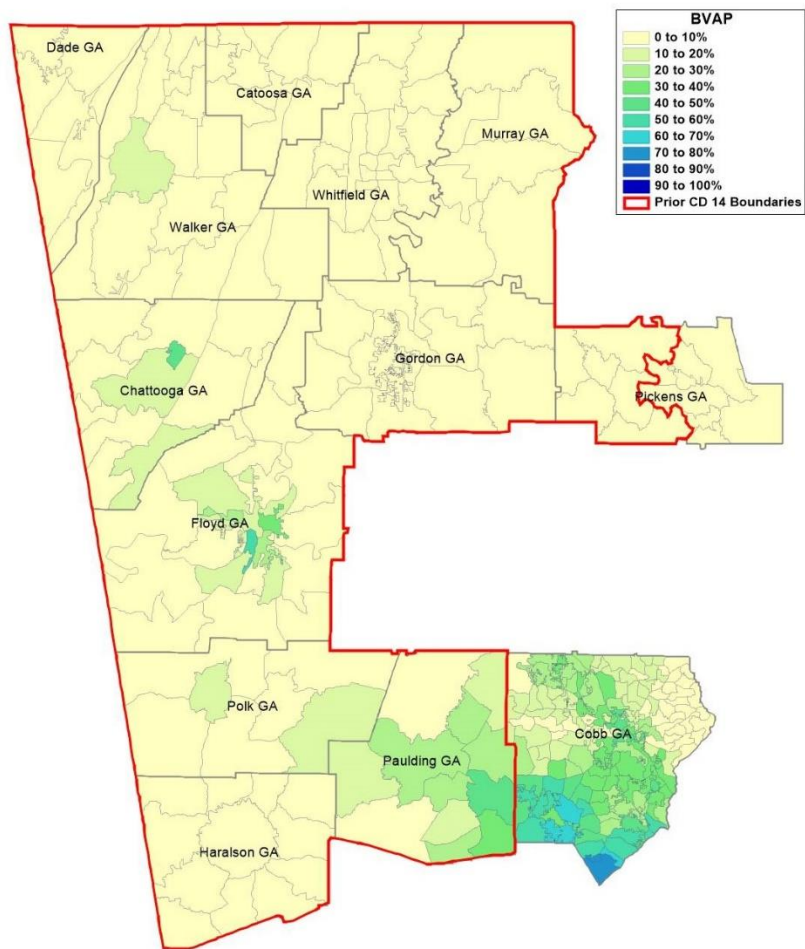 BVAP
0 to 10%
10 to 20%
20 to 30%
30 to 40%
40 to 50%
50 to 60%
60 to 70%
70 to 80%
80 to 90%
90 to 100%
Prior CD 14 Boundaries
Dade GA
Catoosa GA
Murray GA
Whitfield GA
Walker GA
Gordon GA
Chattooga GA
Pickens GA
Floyd GA
Polk GA
Cobb GA
Paulding GA
Haralson GA